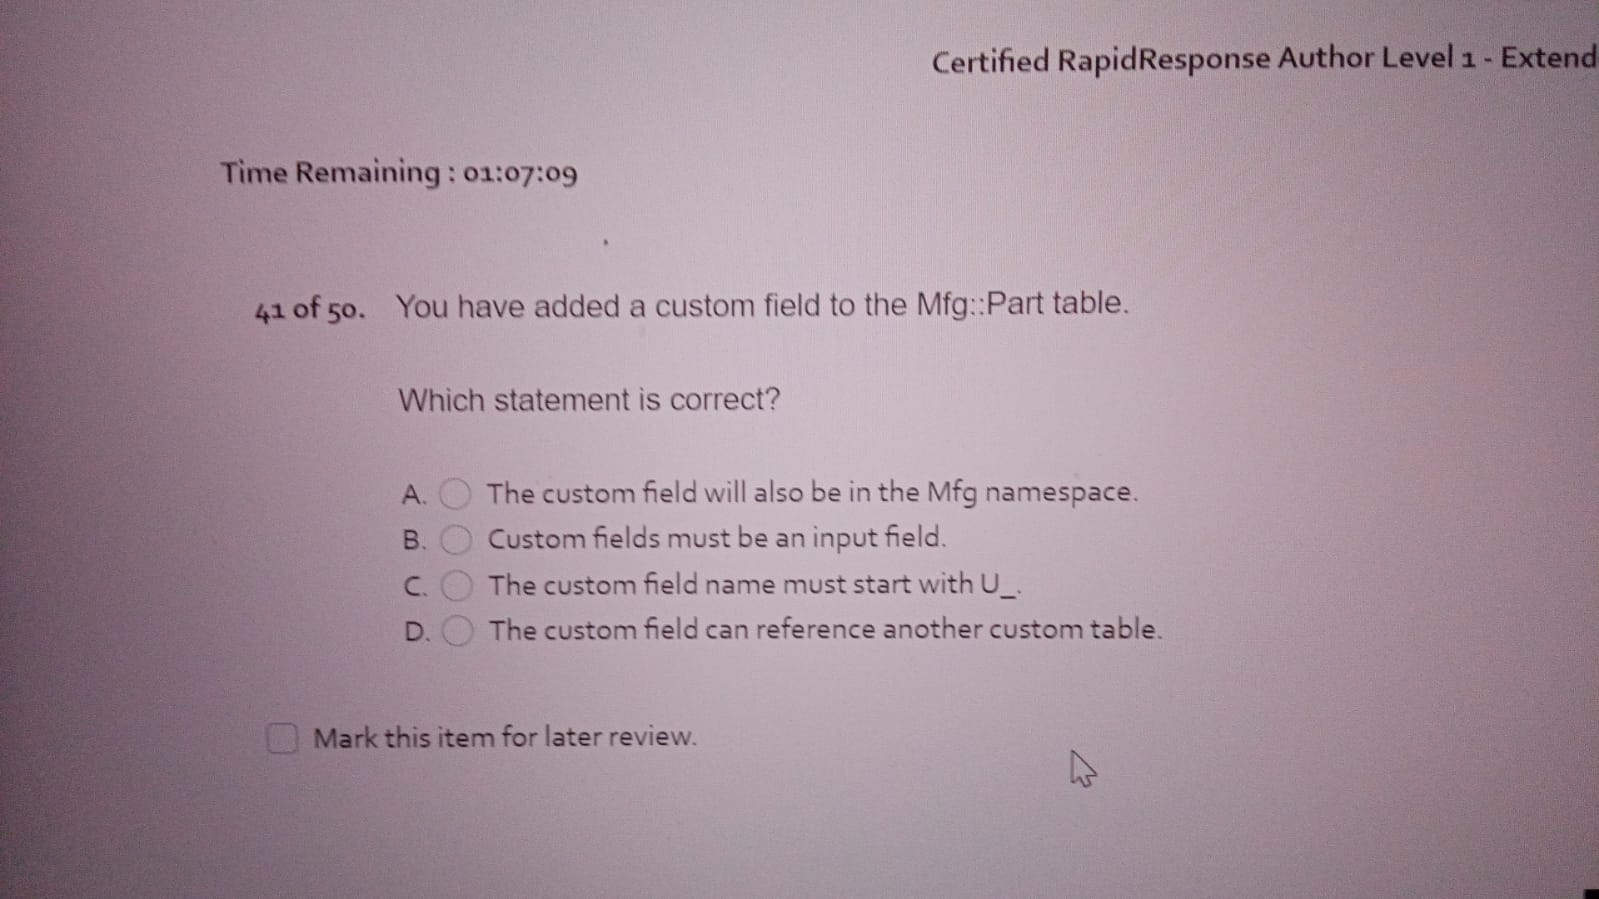 Certified RapidResponse Author Level 1 - Extend
Time Remaining : 01:07:09
41 of 50. You have added a custom field to the Mfg::Part table.
Which statement is correct?
A. The custom field will also be in the Mfg namespace.
B. Custom fields must be an input field.
C. The custom field name must start with U_.
D. The custom field can reference another custom table.
Mark this item for later review.